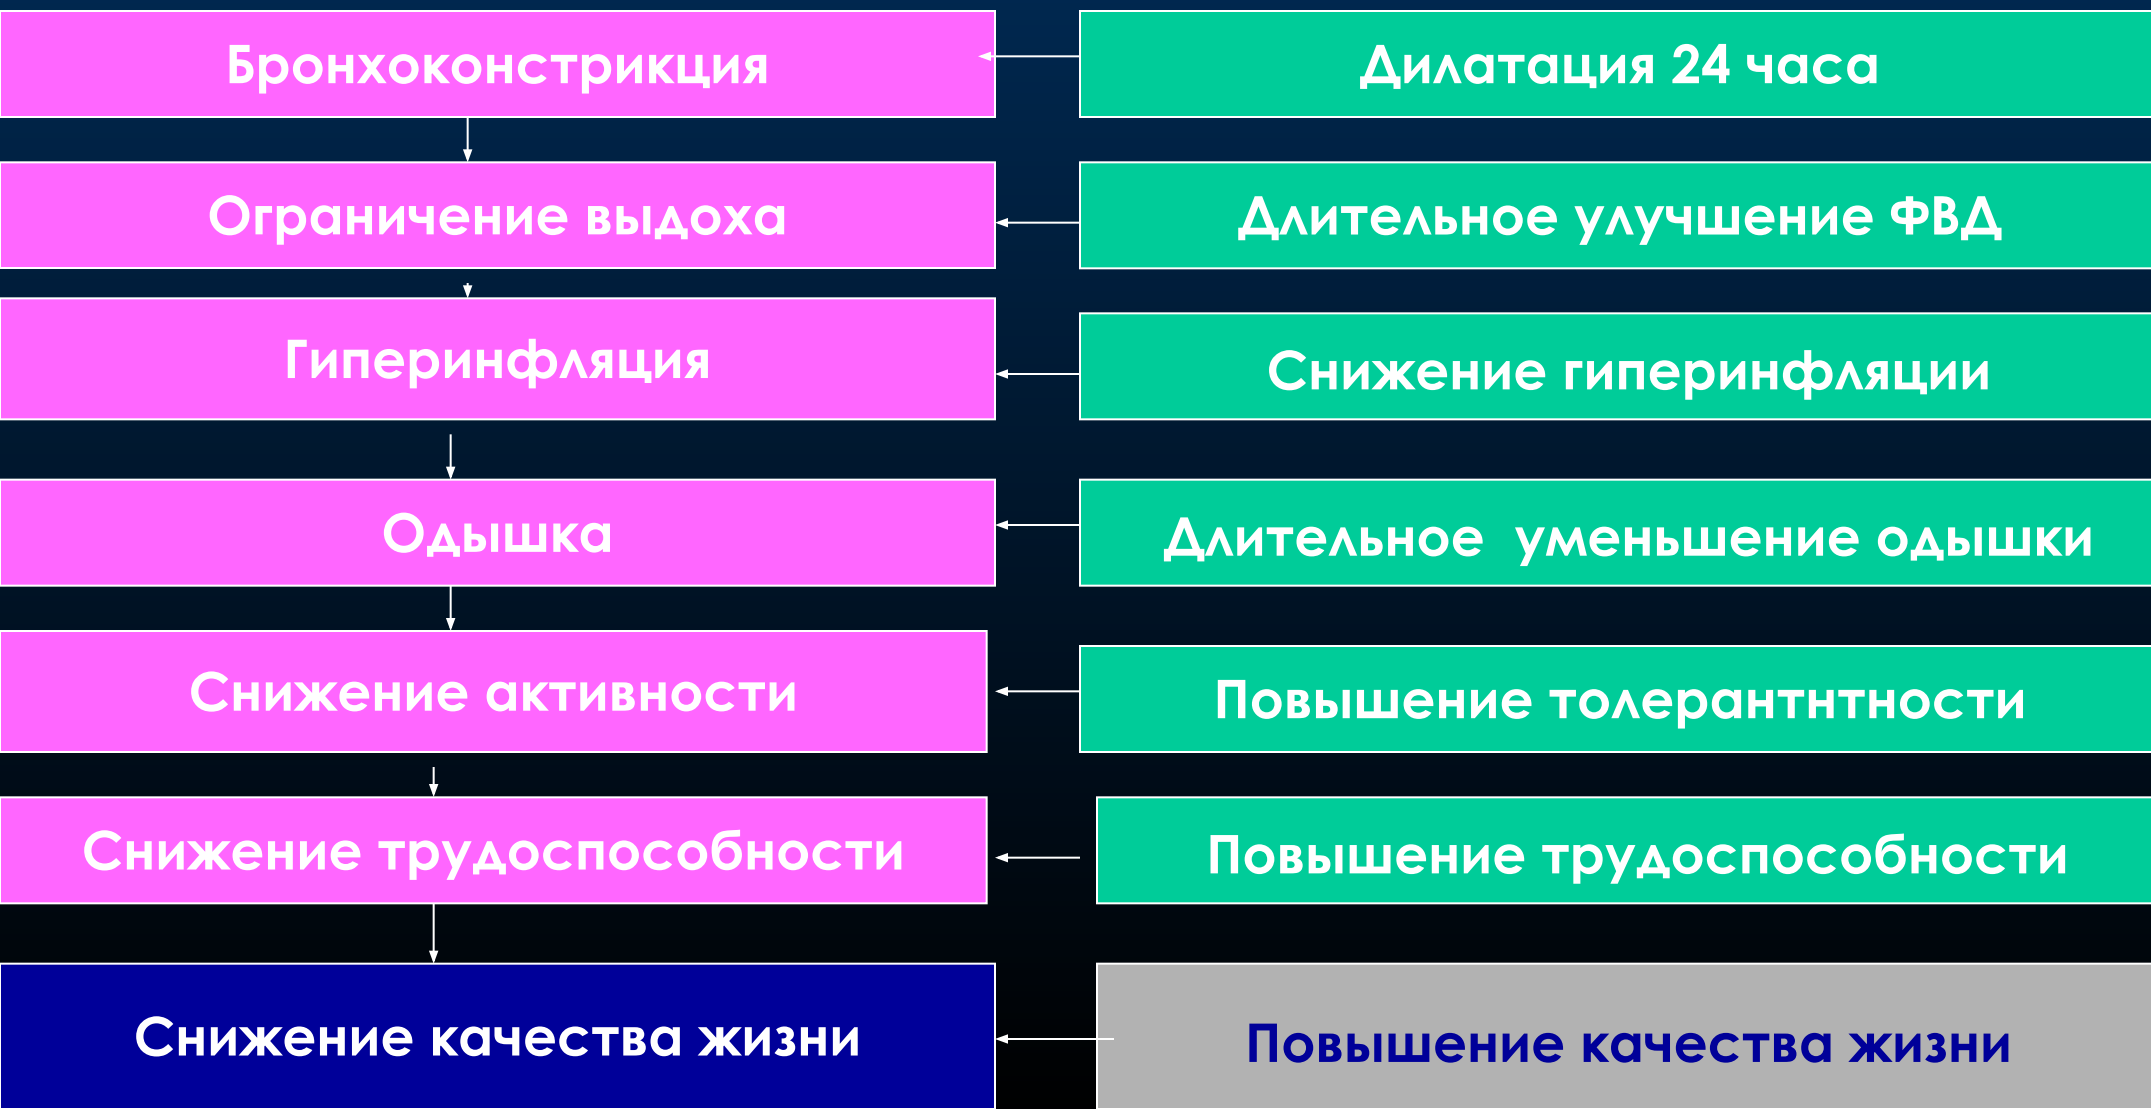 Бронхоконстрикция
Дилатация 24 часа
Ограничение выдоха
Длительное улучшение ФВД
Гиперинфляция
Снижение гиперинфляции
Одышка
Длительное уменьшение одышки
Снижение активности
Повышение толерантнтности
Снижение трудоспособности
Повышение трудоспособности
Снижение качества жизни
Повышение качества жизни